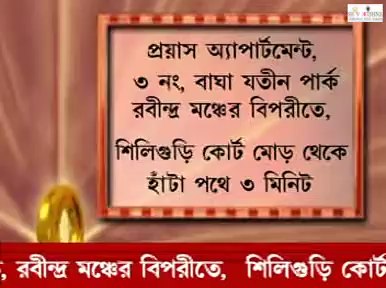 প্রয়াস অ্যাপার্টমেন্ট,
৩ নং, বাঘা যতীন পার্ক
রবীন্দ্র মঞ্চের বিপরীতে,
শিলিগুড়ি কোর্ট মোড় থেকে
হাঁটা পথে ৩ মিনিট
, রবীন্দ্র মঞ্চের বিপরীতে, শিলিগুড়ি কোর্ট